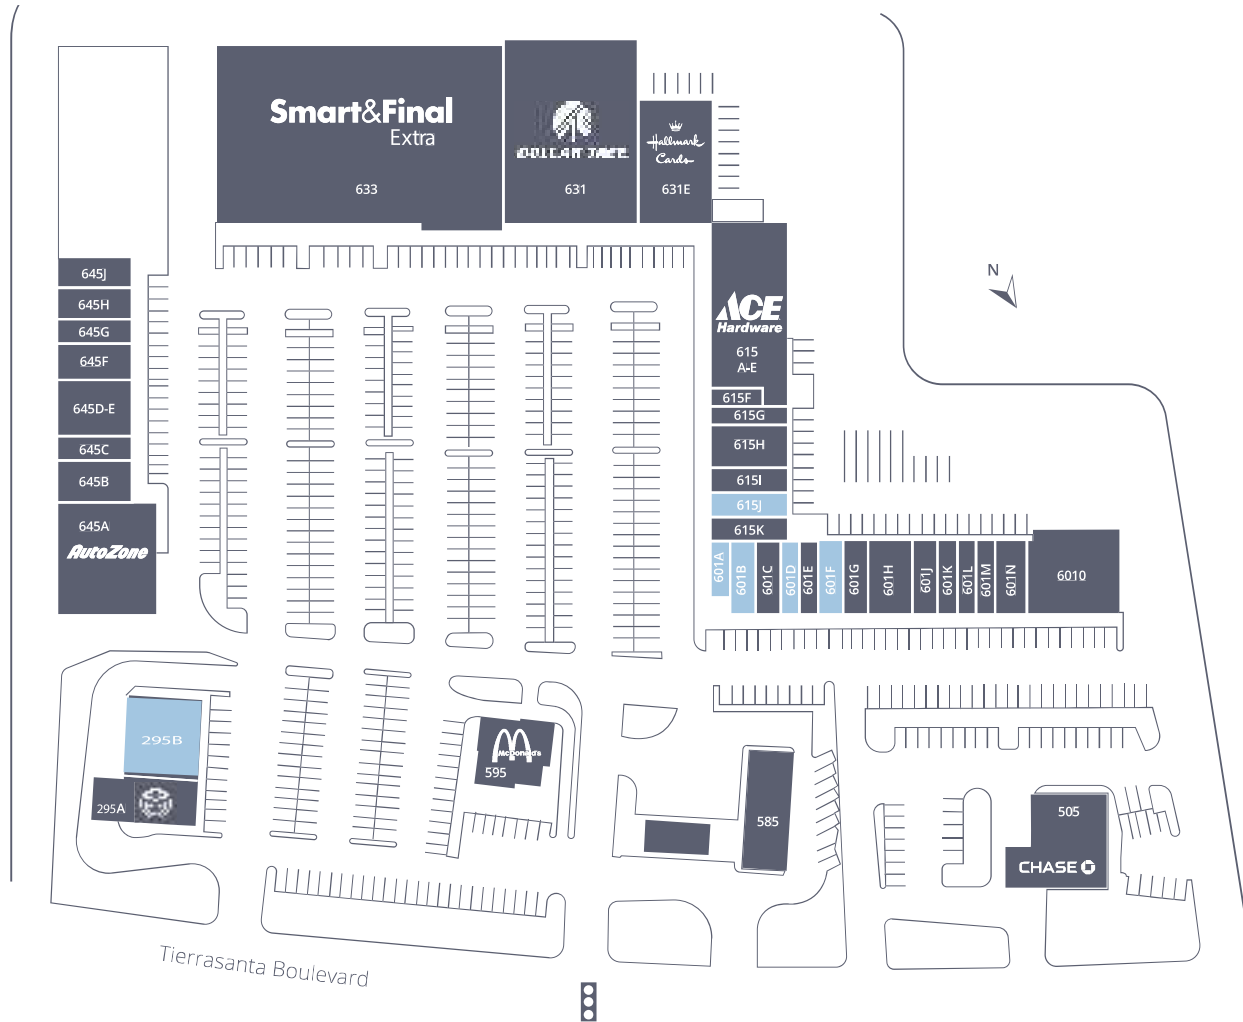 Smart&Final
Extra
633
DOLLAR TREE
631
Hallmark
Cards
631E
N
ACE
Hardware
615
A-E
615F
615G
615H
615I
615J
615K
645J
645H
645G
645F
645D-E
645C
645B
645A
AutoZone
601A
601B
601C
601D
601E
601F
601G
601H
601J
601K
601L
601M
601N
6010
295B
295A
McDonald's
595
585
505
CHASE
Tierrasanta Boulevard